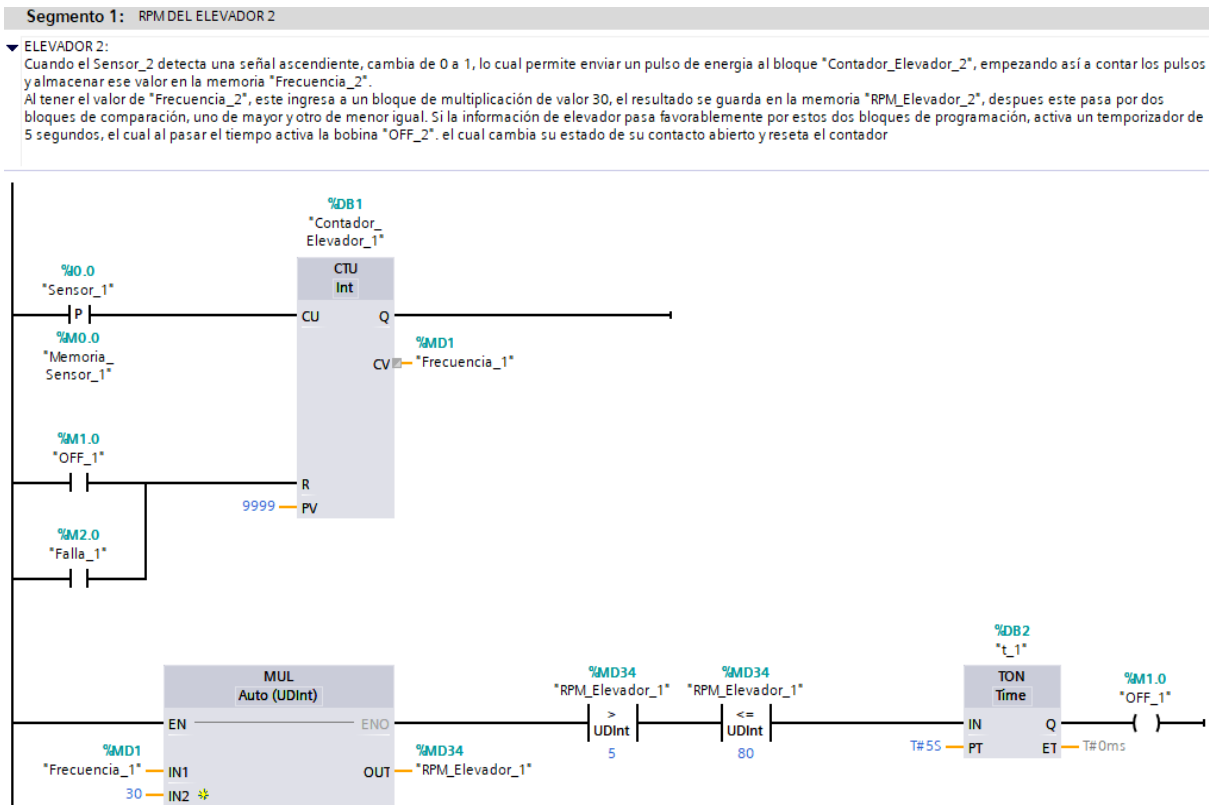 Segmento 1: RPM DEL ELEVADOR 2
ELEVADOR 2:
Cuando el Sensor_2 detecta una señal ascendiente, cambia de 0 a 1, lo cual permite enviar un pulso de energia al bloque "Contador_Elevador_2", empezando así a contar los pulsos
y almacenar ese valor en la memoria "Frecuencia_2".
Al tener el valor de "Frecuencia_2", este ingresa a un bloque de multiplicación de valor 30, el resultado se guarda en la memoria "RPM_Elevador_2", despues este pasa por dos
bloques de comparación, uno de mayor y otro de menor igual. Si la información de elevador pasa favorablemente por estos dos bloques de programación, activa un temporizador de
5 segundos, el cual al pasar el tiempo activa la bobina "OFF_2". el cual cambia su estado de su contacto abierto y reseta el contador
%DB1
"Contador_
Elevador_1"
CTU
Int
%I0.0
"Sensor_1"
P
CU Q
%M0.0
"Memoria_
Sensor_1"
%MD1
CV "Frecuencia_1"
%M1.0
"OFF_1"
R
9999 PV
%M2.0
"Falla_1"
%DB2
"t_1"
MUL
Auto (UDInt)
%MD34 %MD34
"RPM_Elevador_1" "RPM_Elevador_1"
TON
Time
%M1.0
"OFF_1"
EN ENO
> <=
UDInt UDInt
5 80
IN Q
T#5S PT ET T#0ms
%MD1 %MD34
"Frecuencia_1" IN1 OUT "RPM_Elevador_1"
30 IN2